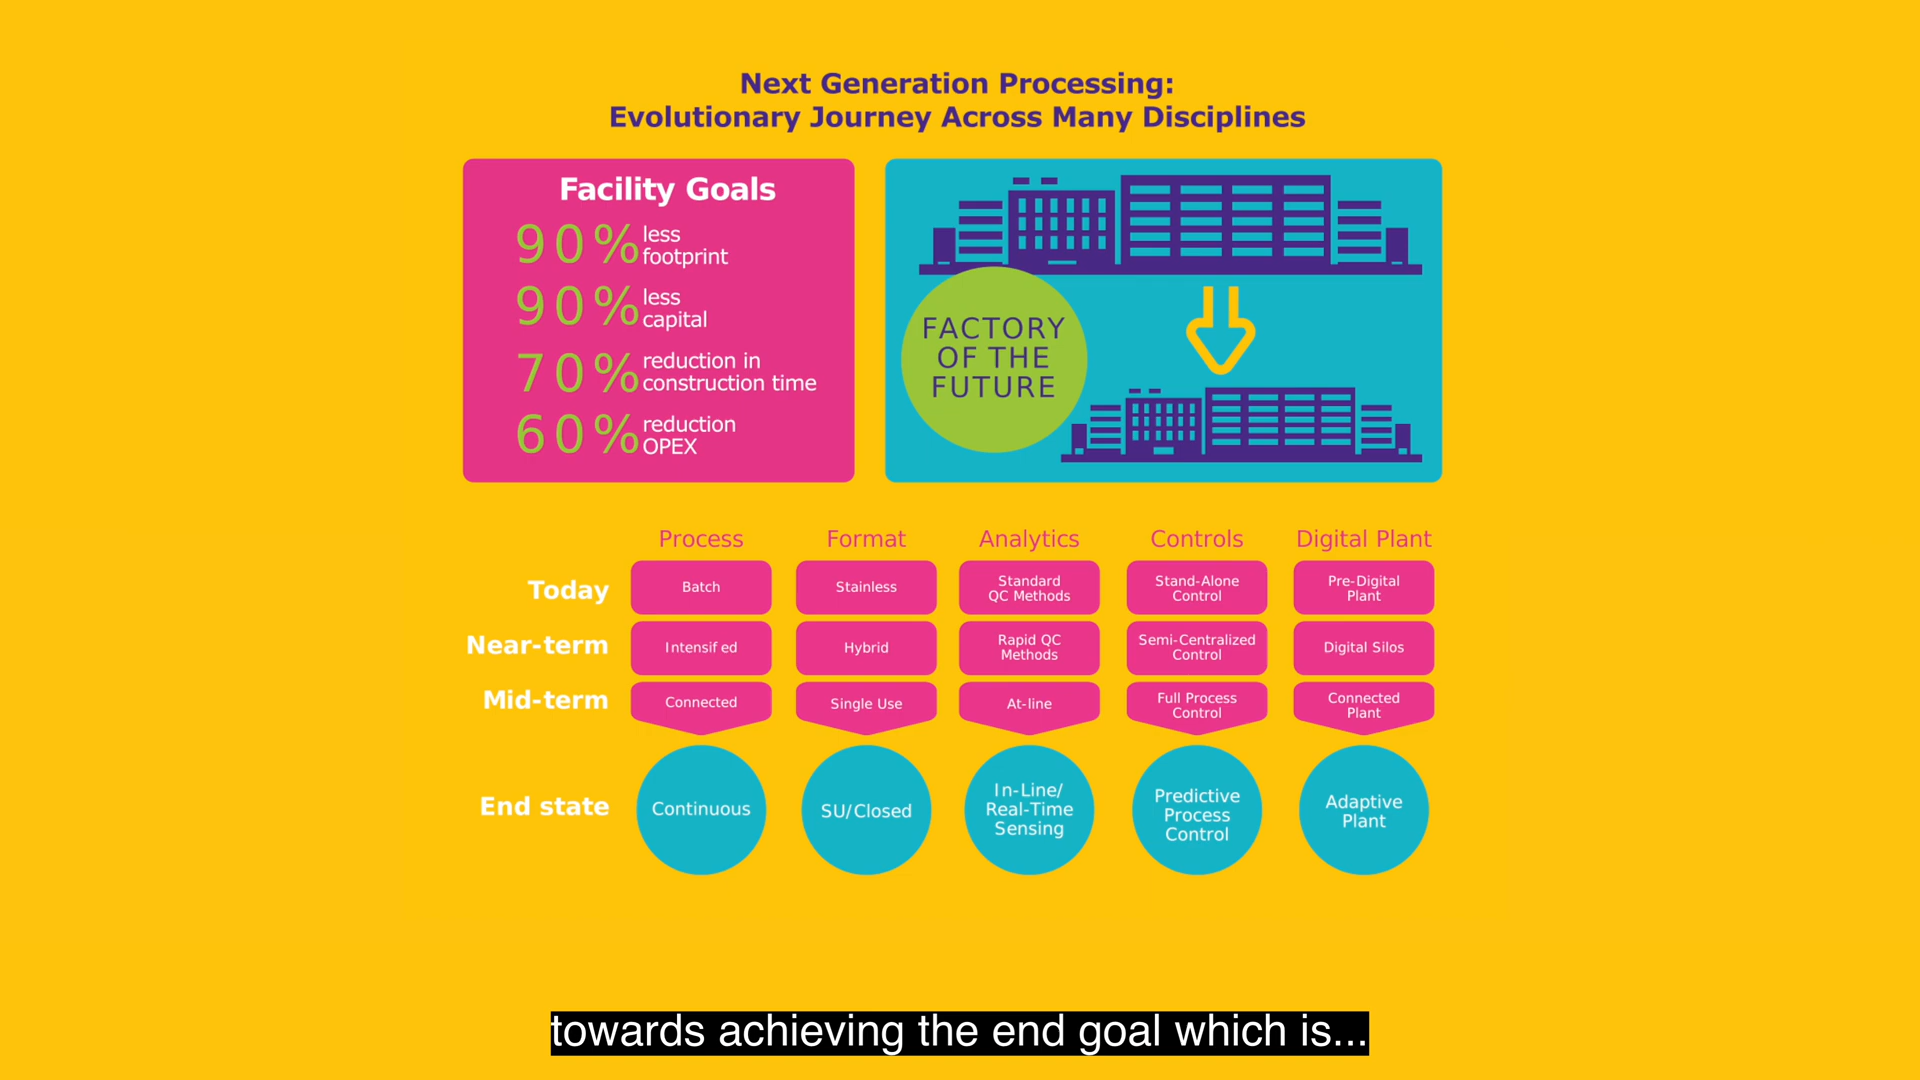 Next Generation Processing:
Evolutionary Journey Across Many Disciplines
Facility Goals
90% less
footprint
90% less
capital
70% reduction in
construction time
60% reduction
OPEX
FACTORY
OF THE
FUTURE
Process Format Analytics Controls Digital Plant
Today
Batch
Stainless
Standard
QC Methods
Stand-Alone
Control
Pre-Digital
Plant
Near-term
Intensif ed
Hybrid
Rapid QC
Methods
Semi-Centralized
Control
Digital Silos
Mid-term
Connected
Single Use
At-line
Full Process
Control
Connected
Plant
End state
Continuous
SU/Closed
In-Line/
Real-Time
Sensing
Predictive
Process
Control
Adaptive
Plant
towards achieving the end goal which is...